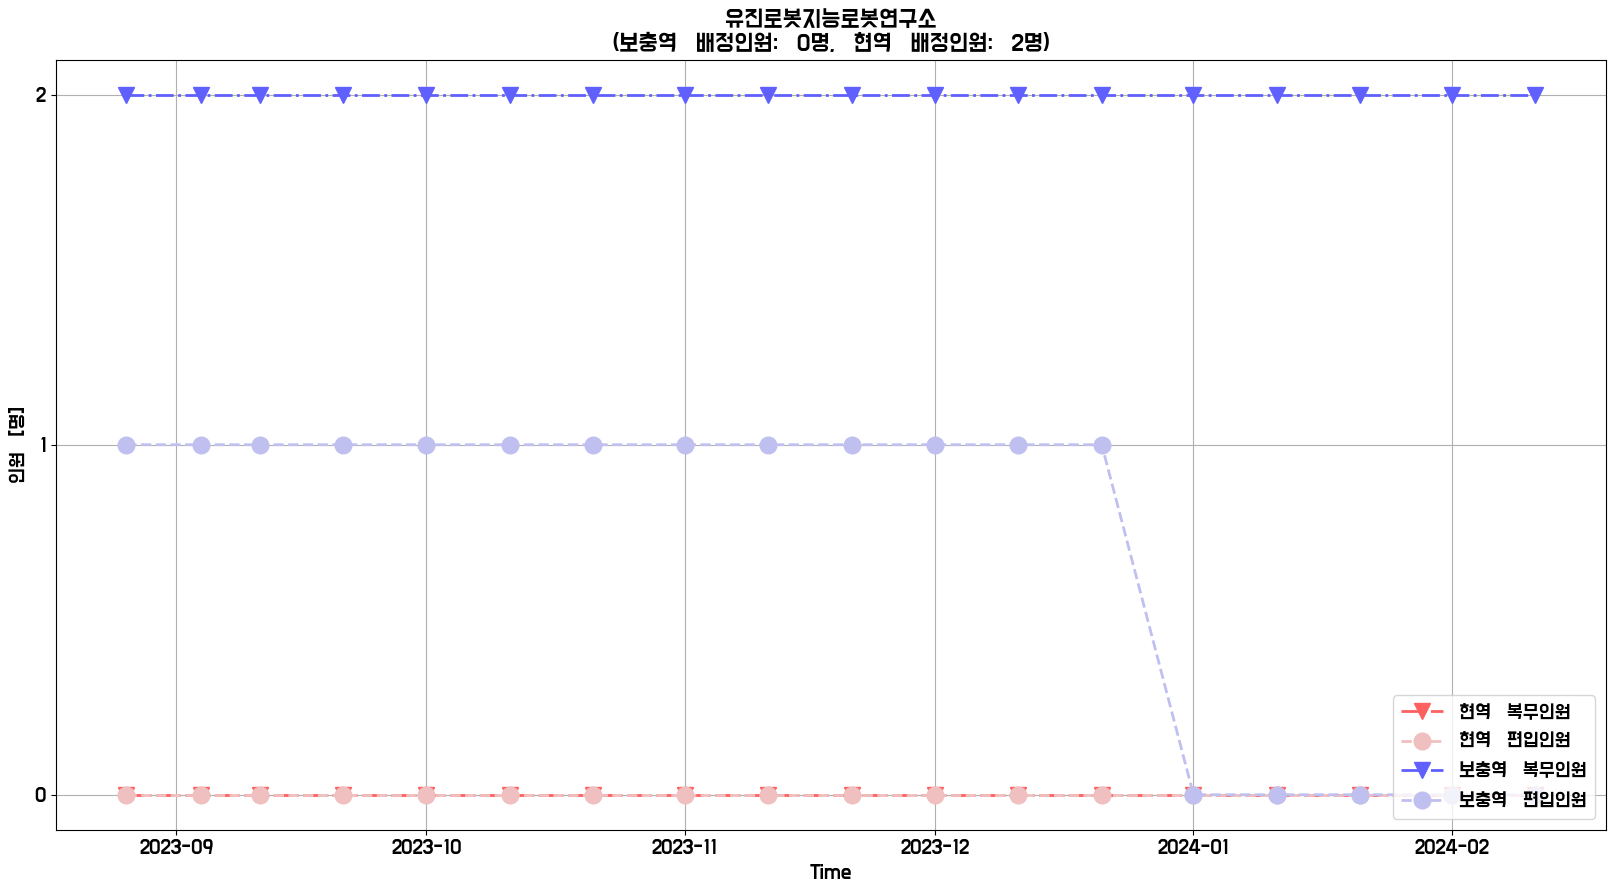 유진로봇지능로봇연구소
(보충역 배정인원: 0명, 현역 배정인원: 2명)
인원 [명]
2
1
0
현역 복무인원
현역 편입인원
보충역 복무인원
보충역 편입인원
2023-09 2023-10 2023-11 2023-12 2024-01 2024-02
Time